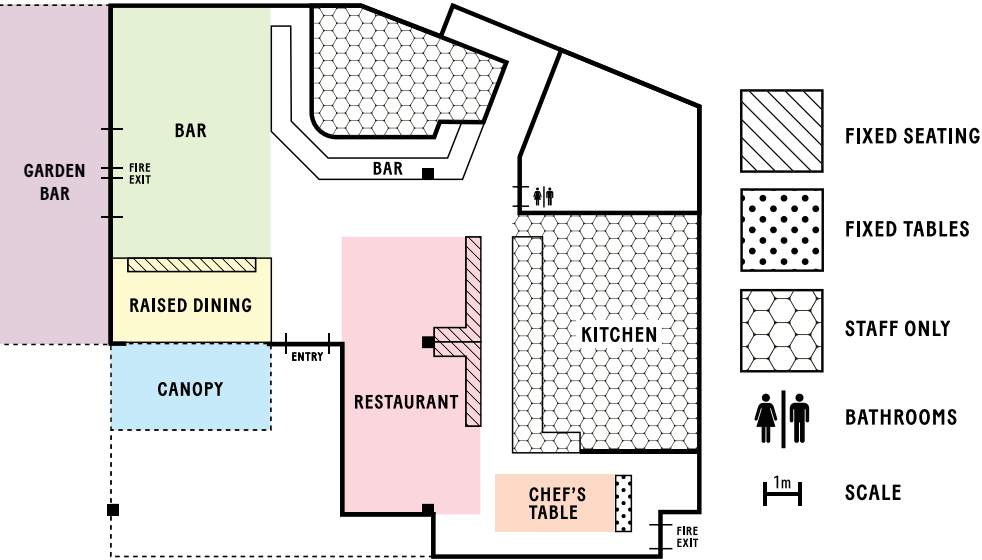 GARDEN
BAR
BAR
FIRE
EXIT
BAR
RAISED DINING
CANOPY
ENTRY
RESTAURANT
KITCHEN
CHEF'S
TABLE
FIRE
EXIT
FIXED SEATING
FIXED TABLES
STAFF ONLY
BATHROOMS
1m
SCALE